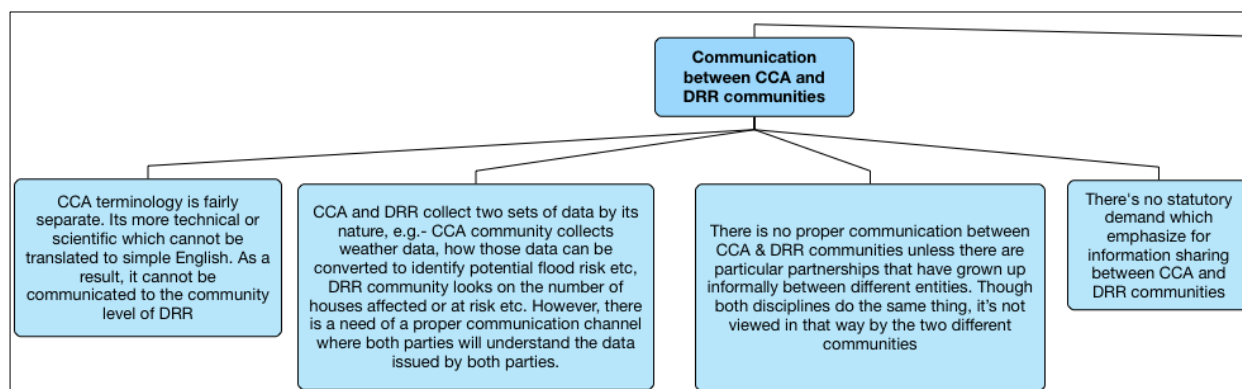 Communication
between CCA and
DRR communities
CCA terminology is fairly
separate. Its more technical or
scientific which cannot be
translated to simple English. As a
result, it cannot be
communicated to the community
level of DRR
CCA and DRR collect two sets of data by its
nature, e.g.- CCA community collects
weather data, how those data can be
converted to identify potential flood risk etc,
DRR community looks on the number of
houses affected or at risk etc. However, there
is a need of a proper communication channel
where both parties will understand the data
issued by both parties.
There is no proper communication between
CCA & DRR communities unless there are
particular partnerships that have grown up
informally between different entities. Though
both disciplines do the same thing, it's not
viewed in that way by the two different
communities
There's no statutory
demand which
emphasize for
information sharing
between CCA and
DRR communities